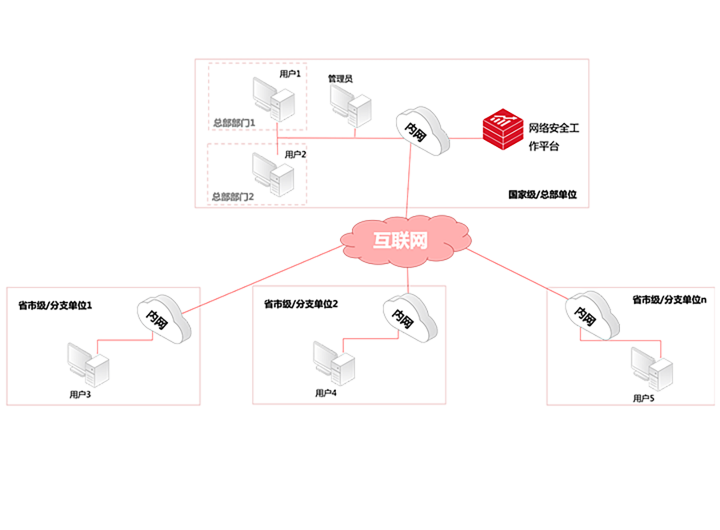 用户1
管理员
总部部门1
内网
网络安全工
作平台
用户2
总部部门2
国家级/总部单位
互联网
省市级/分支单位1
内网
用户3
省市级/分支单位2
内网
用户4
省市级/分支单位n
内网
用户5